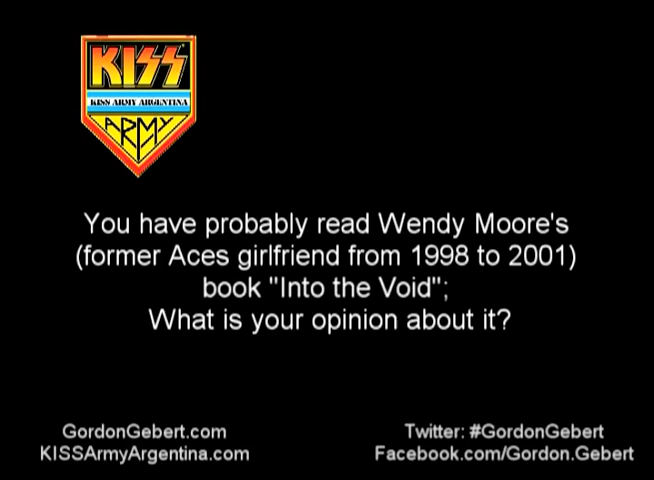 KISS
KISS ARMY ARGENTINA
ARMY
You have probably read Wendy Moore's
(former Aces girlfriend from 1998 to 2001)
book "Into the Void";
What is your opinion about it?
GordonGebert.com
KISSArmyArgentina.com
Twitter: #GordonGebert
Facebook.com/Gordon.Gebert